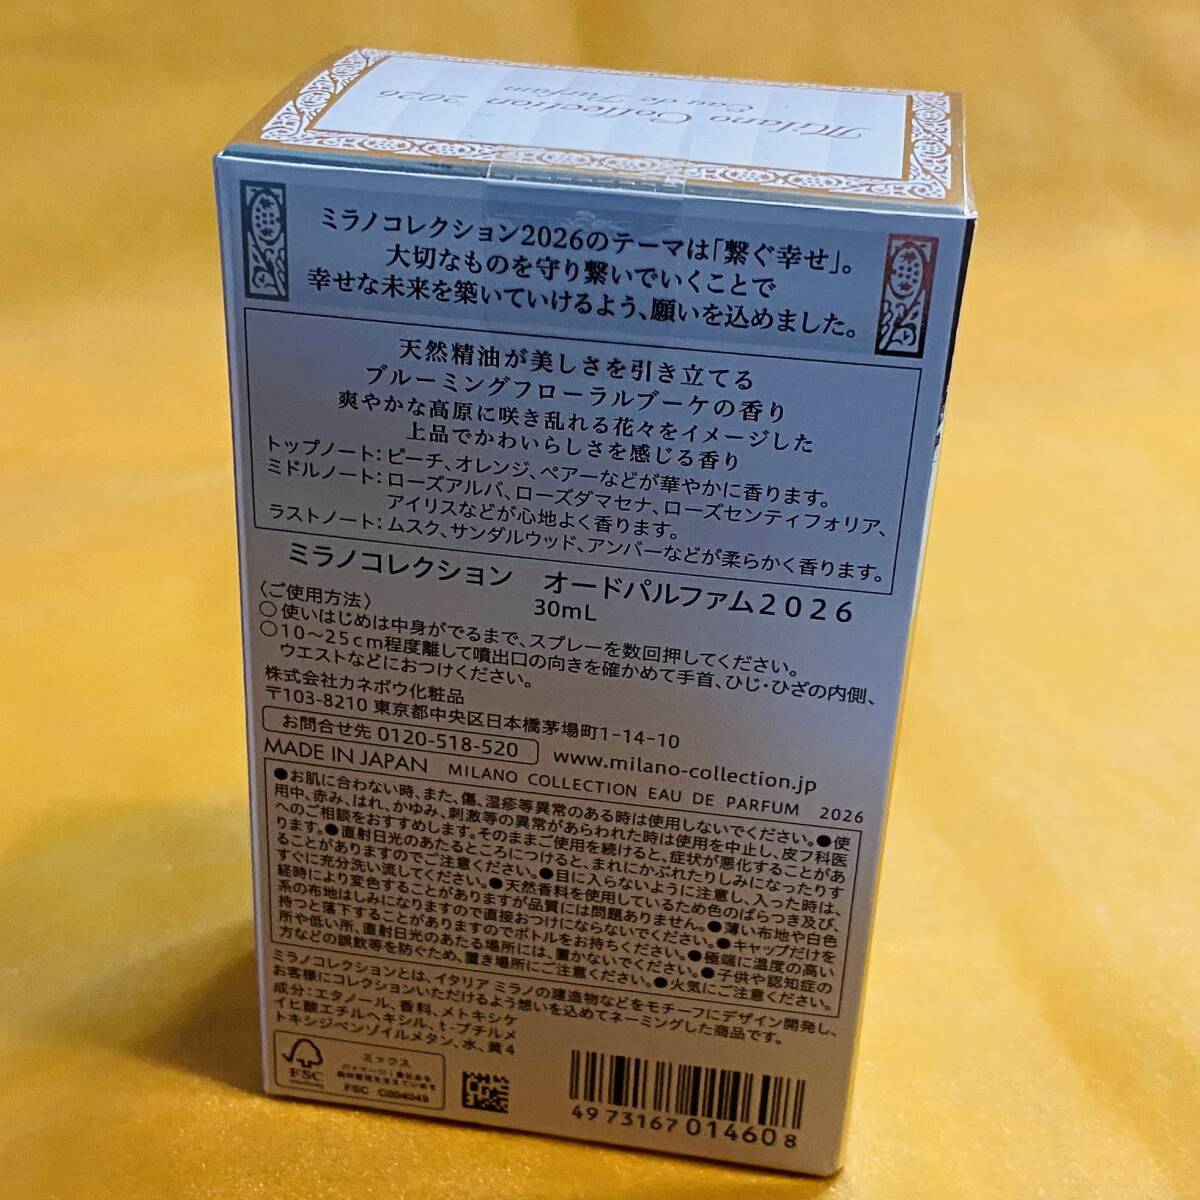 Milano Collection 2026
Eau de Parfum
ミラノコレクション2026のテーマは「繋ぐ幸せ」。
大切なものを守り繋いでいくことで
幸せな未来を築いていけるよう、願いを込めました。
天然精油が美しさを引き立てる
ブルーミングフローラルブーケの香り
爽やかな高原に咲き乱れる花々をイメージした
上品でかわいらしさを感じる香り
トップノート：ピーチ、オレンジ、ペアーなどが華やかに香ります。
ミドルノート：ローズアルバ、ローズダマセナ、ローズセンティフォリア、
アイリスなどが心地よく香ります。
ラストノート：ムスク、サンダルウッド、アンバーなどが柔らかく香ります。
ミラノコレクション　オードパルファム2026
30mL
〈ご使用方法〉
○使いはじめは中身がでるまで、スプレーを数回押してください。
○10〜25cm程度離して噴出口の向きを確かめて手首、ひじ・ひざの内側、
ウエストなどにおつけください。
株式会社カネボウ化粧品
〒103-8210 東京都中央区日本橋茅場町1-14-10
お問合せ先 0120-518-520 www.milano-collection.jp
MADE IN JAPAN MILANO COLLECTION EAU DE PARFUM 2026
●お肌に合わない時、また、傷、湿疹等異常のある時は使用しないでください。●使
用中、赤み、はれ、かゆみ、刺激等の異常があらわれた時は使用を中止し、皮フ科医
へのご相談をおすすめします。そのままご使用を続けると、症状が悪化することがあ
ります。●直射日光のあたるところにつけると、まれにかぶれたりしみになったりす
ることがありますのでご注意ください。●目に入らないように注意し、入った時は、
すぐに充分洗い流してください。●天然香料を使用しているため色のばらつき及び、
経時により変色することがありますが品質には問題ありません。●薄い布地や白色
系の布地はしみになりますので直接おつけにならないでください。●キャップだけを
持つと落下することがありますのでボトルをお持ちください。●極端に温度の高い
所や低い所、直射日光のあたる場所には、置かないでください。●子供や認知症の
方などの誤飲等を防ぐため、置き場所にご注意ください。●火気にご注意ください。
ミラノコレクションとは、イタリア ミラノの建造物などをモチーフにデザイン開発し、
お客様にコレクションいただけるよう想いを込めてネーミングした商品です。
成分：エタノール、香料、メトキシケ
イヒ酸エチルヘキシル、t-ブチルメ
トキシジベンゾイルメタン、水、黄4
FSC
ミックス
FSC C004049
4973167014608